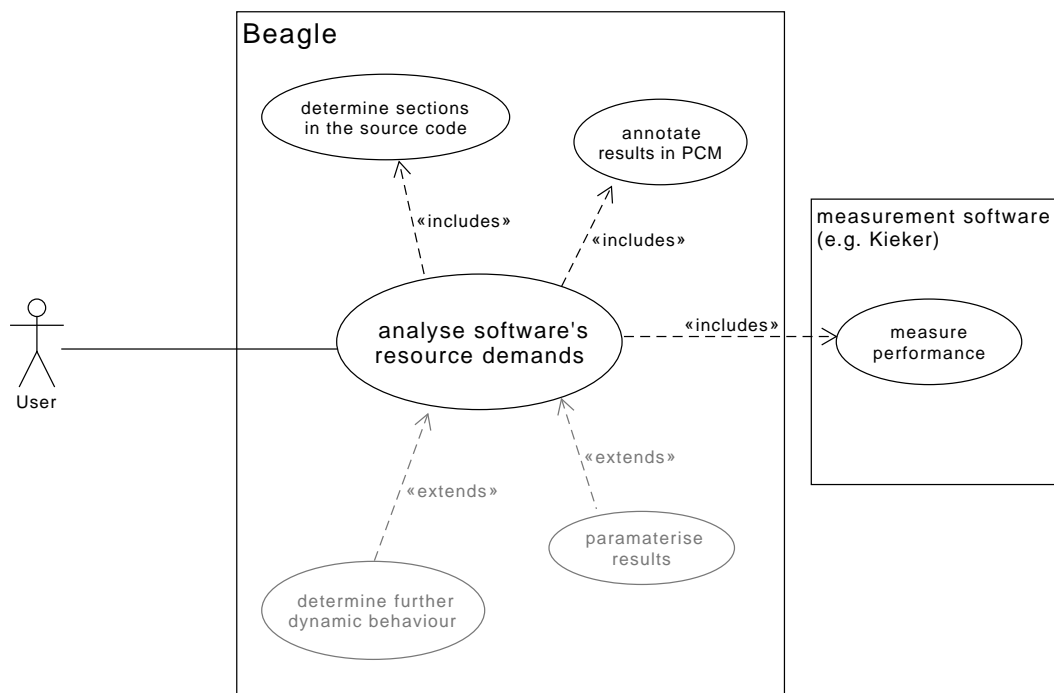 Beagle
determine sections
in the source code
annotate
results in PCM
«includes»
«includes»
measurement software
(e.g. Kieker)
analyse software's
resource demands
«includes»
measure
performance
User
«extends»
«extends»
paramaterise
results
determine further
dynamic behaviour